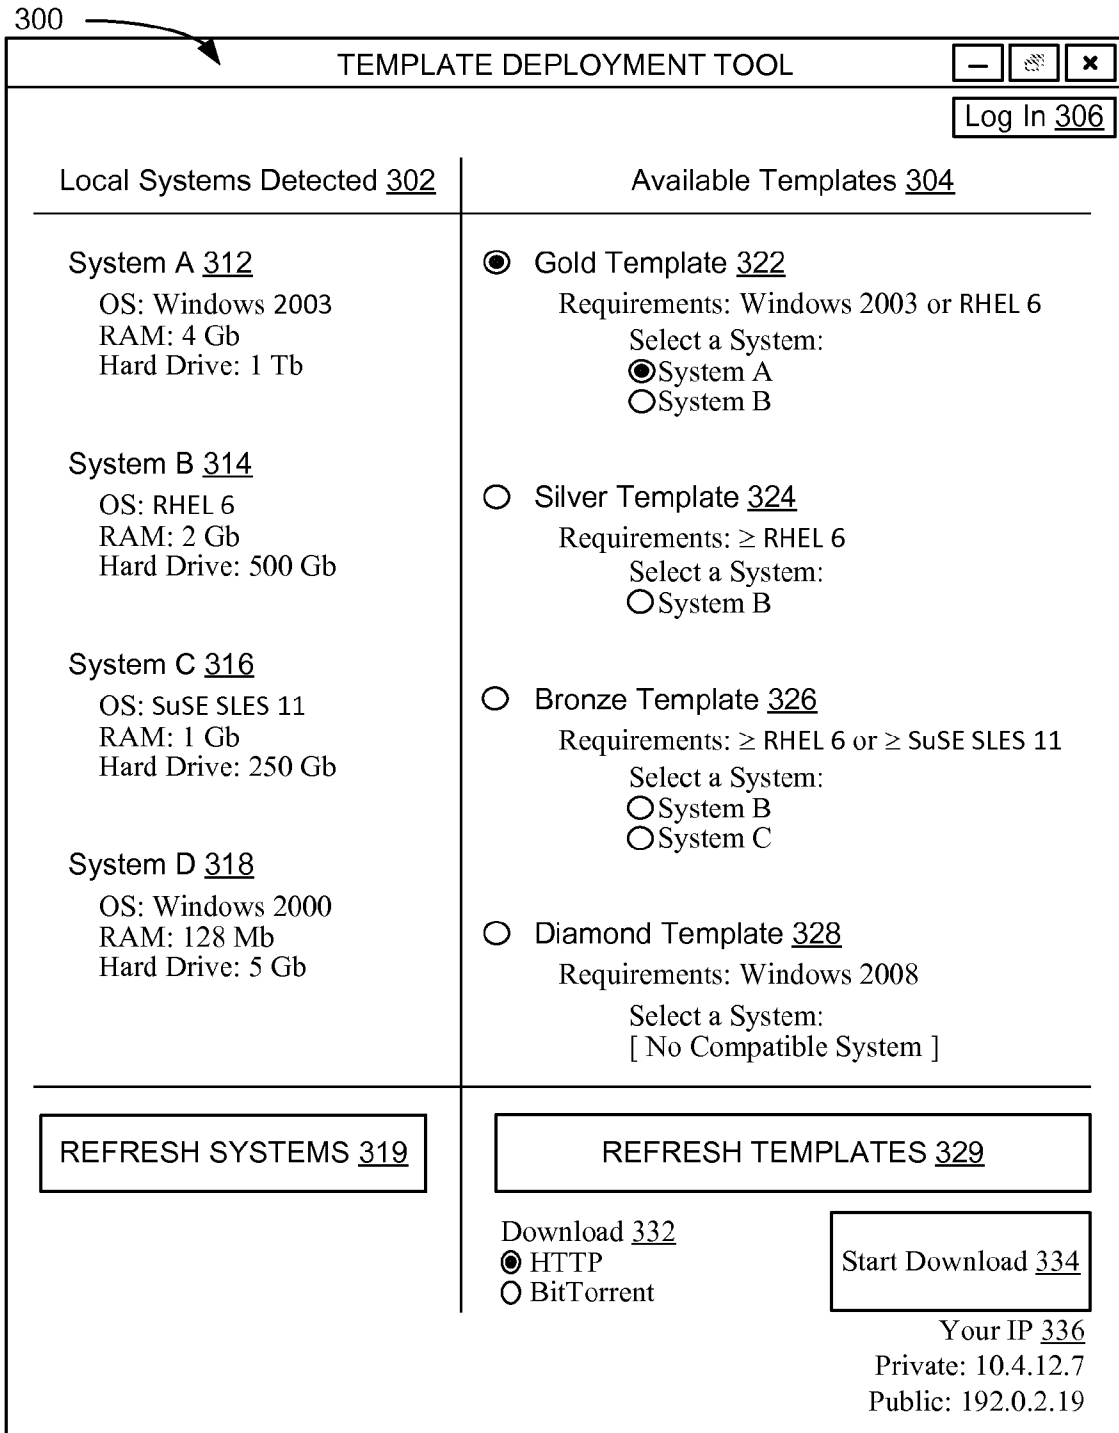 300
TEMPLATE DEPLOYMENT TOOL
Log In 306
Local Systems Detected 302
System A 312
OS: Windows 2003
RAM: 4 Gb
Hard Drive: 1 Tb
System B 314
OS: RHEL 6
RAM: 2 Gb
Hard Drive: 500 Gb
System C 316
OS: SuSE SLES 11
RAM: 1 Gb
Hard Drive: 250 Gb
System D 318
OS: Windows 2000
RAM: 128 Mb
Hard Drive: 5 Gb
REFRESH SYSTEMS 319
Available Templates 304
Gold Template 322
Requirements: Windows 2003 or RHEL 6
Select a System:
System A
System B
Silver Template 324
Requirements: ≥ RHEL 6
Select a System:
System B
Bronze Template 326
Requirements: ≥ RHEL 6 or ≥ SuSE SLES 11
Select a System:
System B
System C
Diamond Template 328
Requirements: Windows 2008
Select a System:
[ No Compatible System ]
REFRESH TEMPLATES 329
Download 332
HTTP
BitTorrent
Start Download 334
Your IP 336
Private: 10.4.12.7
Public: 192.0.2.19